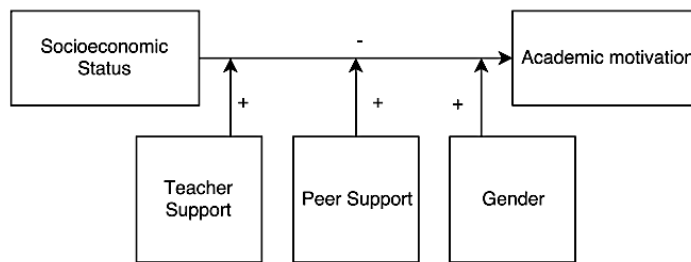 Socioeconomic
Status
-
Academic motivation
+
+
+
Teacher
Support
Peer Support
Gender